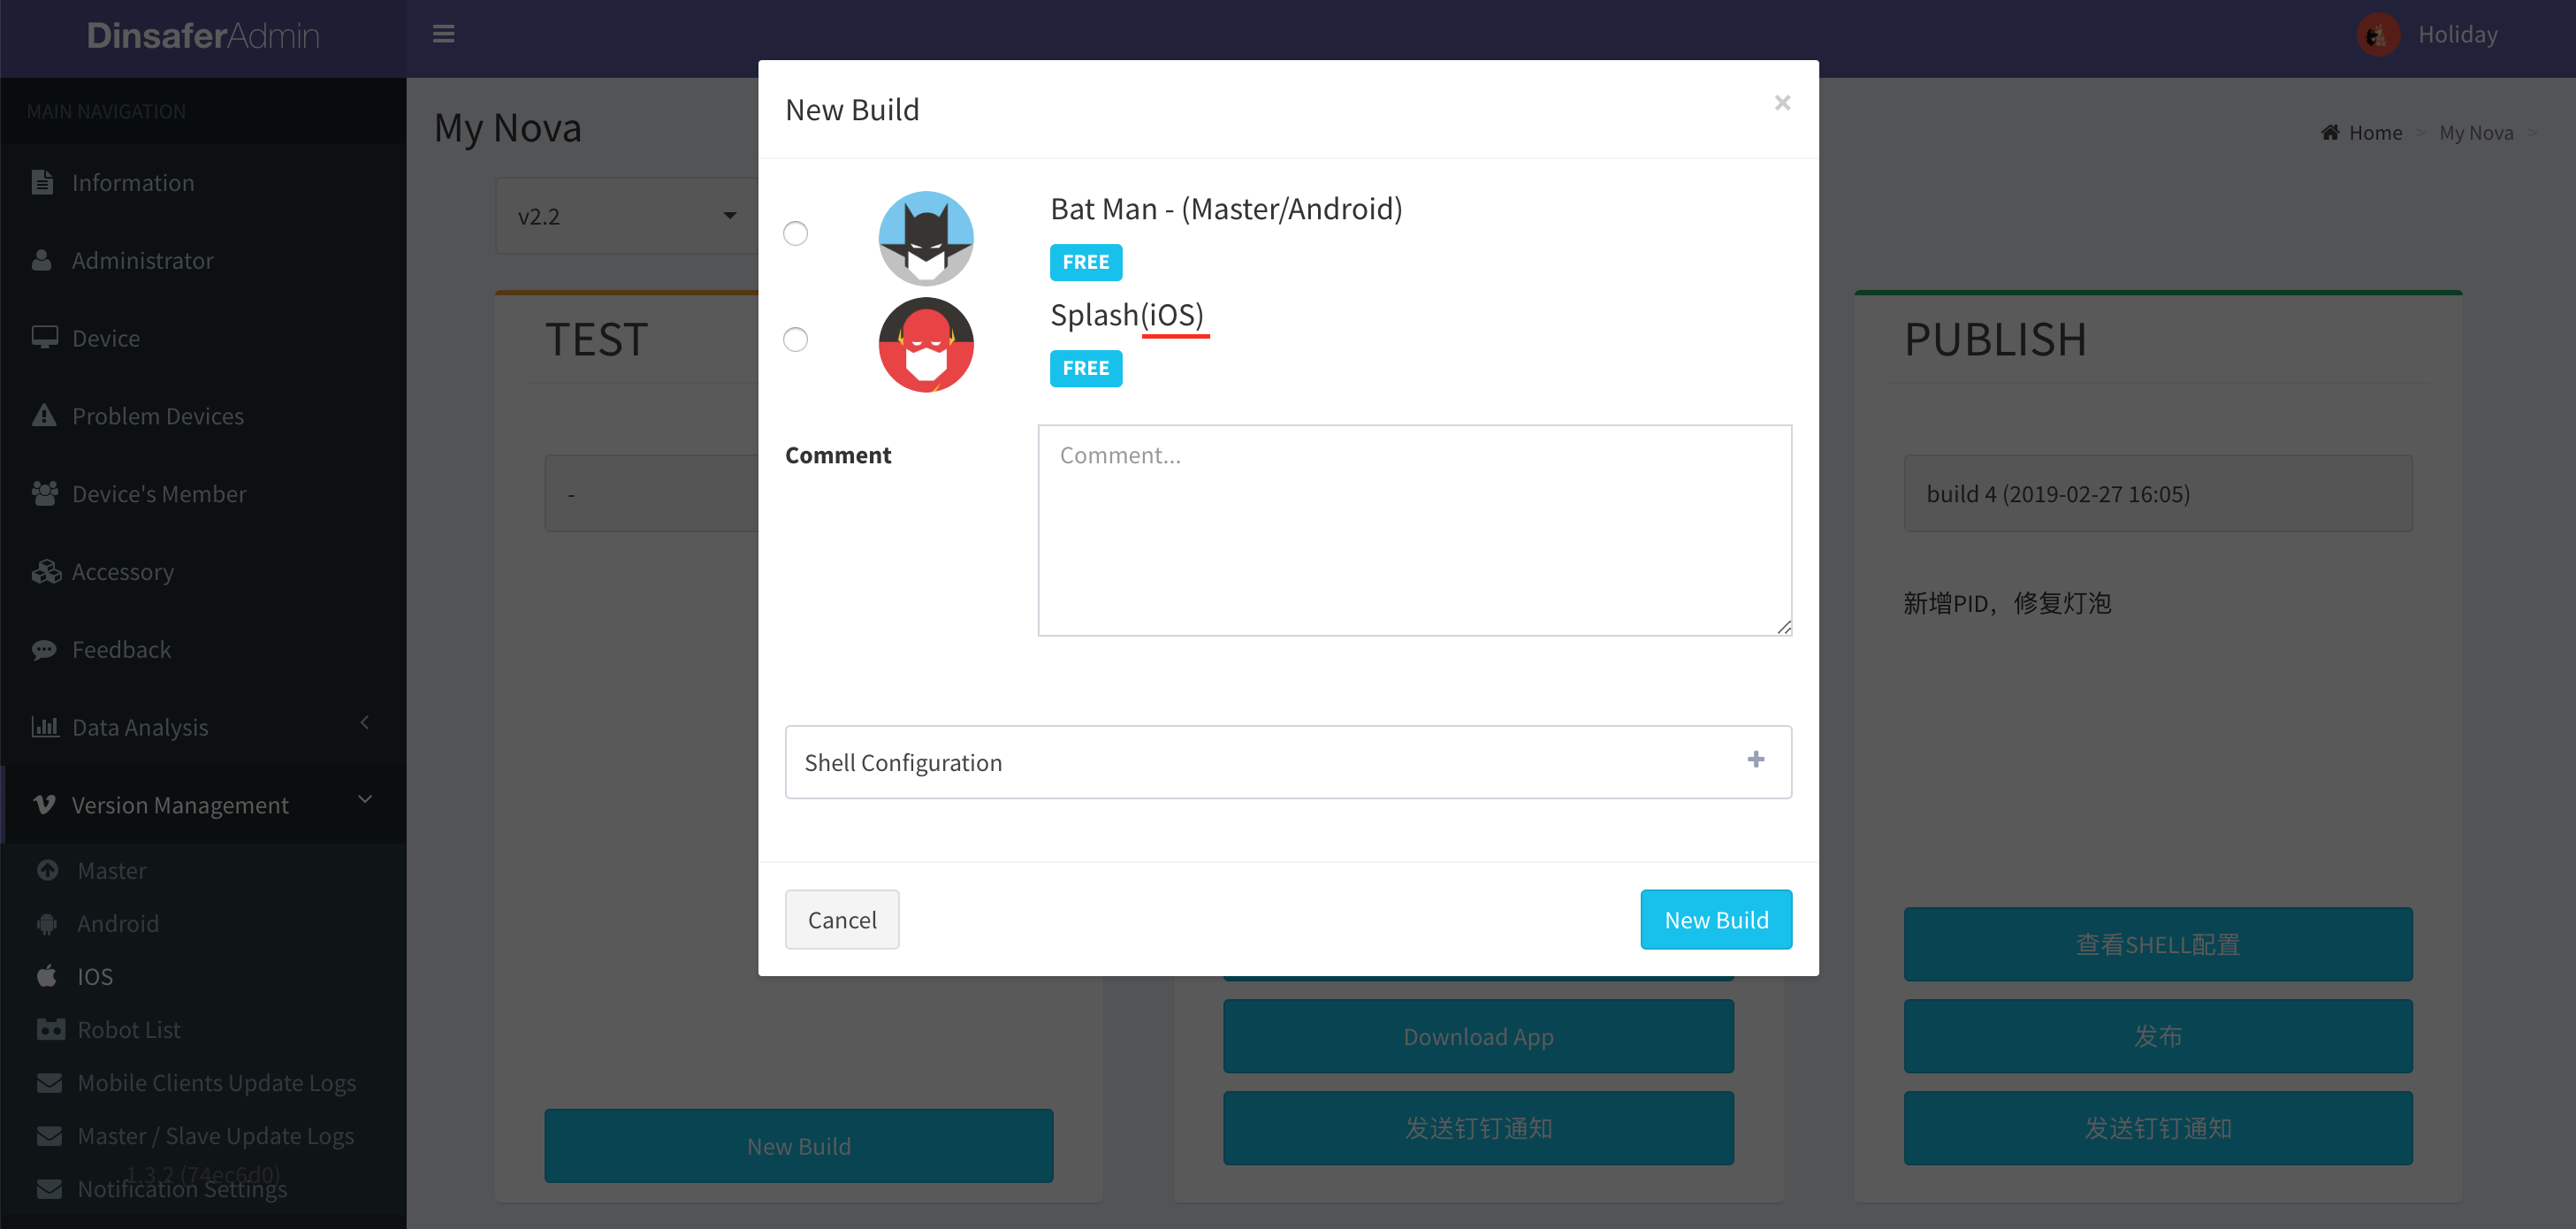 DinsaferAdmin
Holiday
MAIN NAVIGATION
Information
Administrator
Device
Problem Devices
Device's Member
Accessory
Feedback
Data Analysis
Version Management
Master
Android
IOS
Robot List
Mobile Clients Update Logs
Master / Slave Update Logs
1.3.2 (74ec6d0)
Notification Settings
My Nova
Home > My Nova >
v2.2
TEST
-
New Build
New Build
×
Bat Man - (Master/Android)
FREE
Splash(iOS)
FREE
Comment
Comment...
Shell Configuration
+
Cancel
New Build
Download App
发送钉钉通知
PUBLISH
build 4 (2019-02-27 16:05)
新增PID，修复灯泡
查看SHELL配置
发布
发送钉钉通知